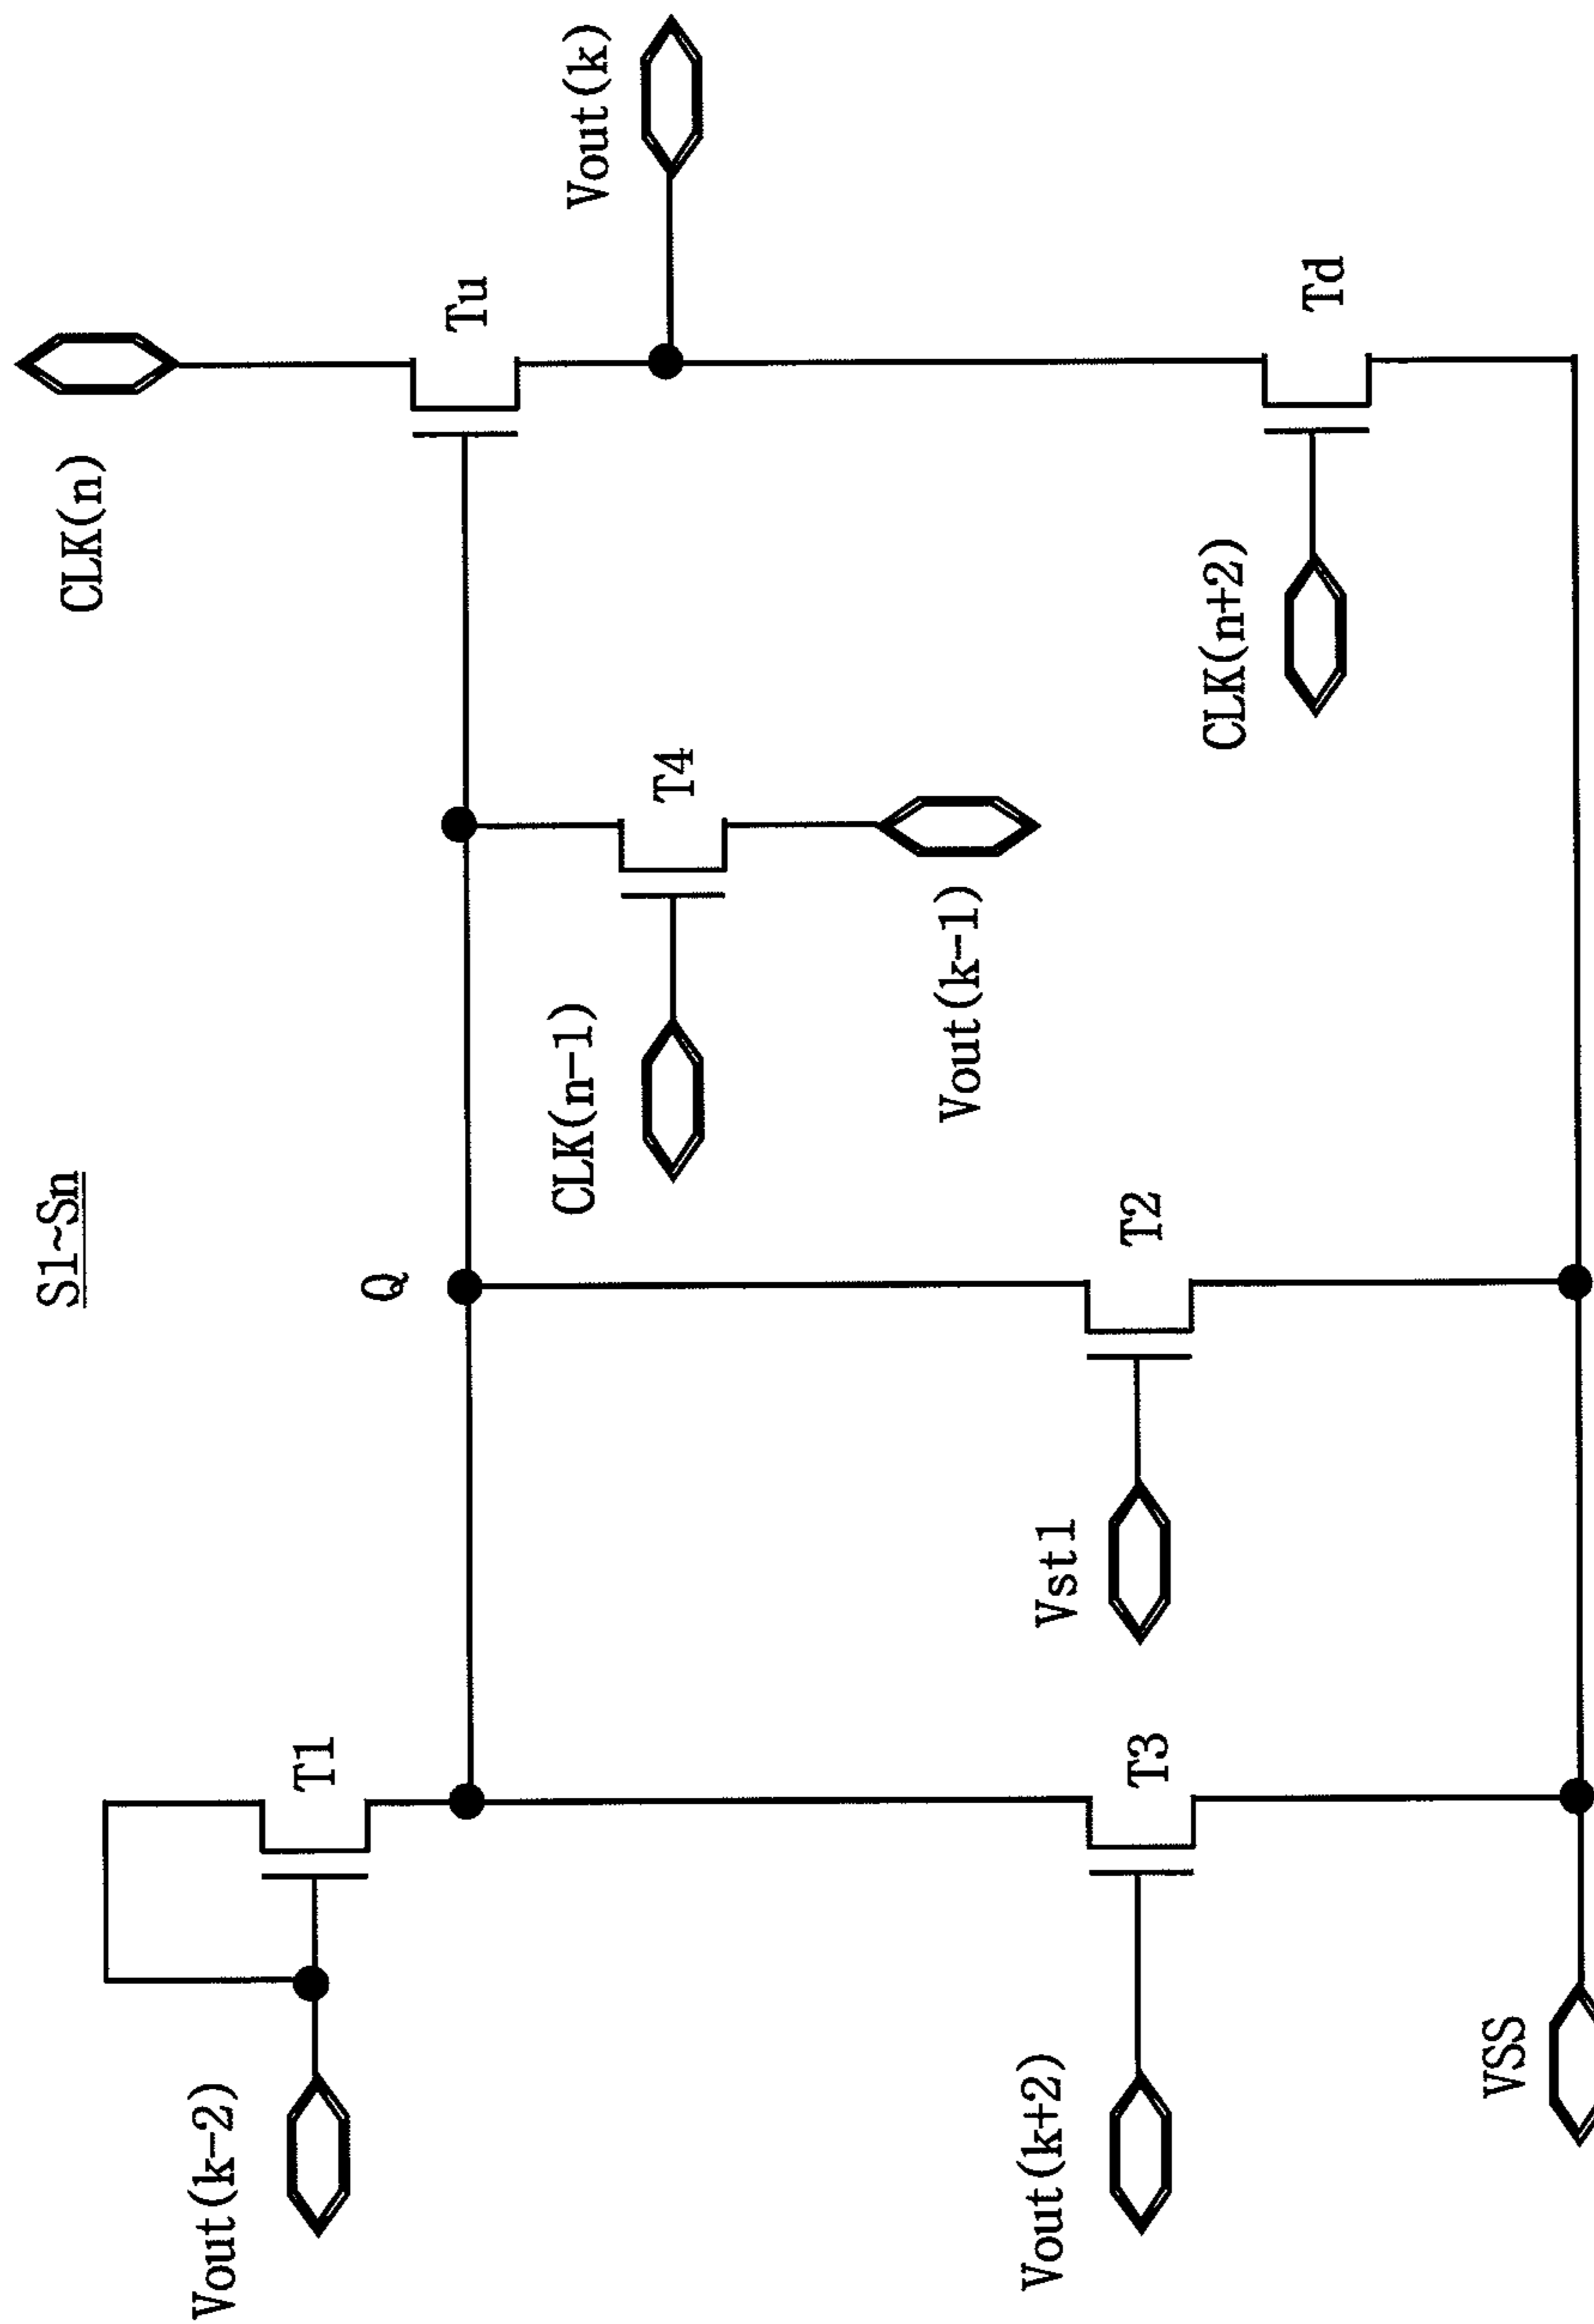 S1~Sn
Vout(k-2)
T1
CLK(n)
Q
Tu
CLK(n-1)
T4
Vout(k)
Vout(k-1)
Vst1
T2
Vout(k+2)
T3
CLK(n+2)
Td
VSS